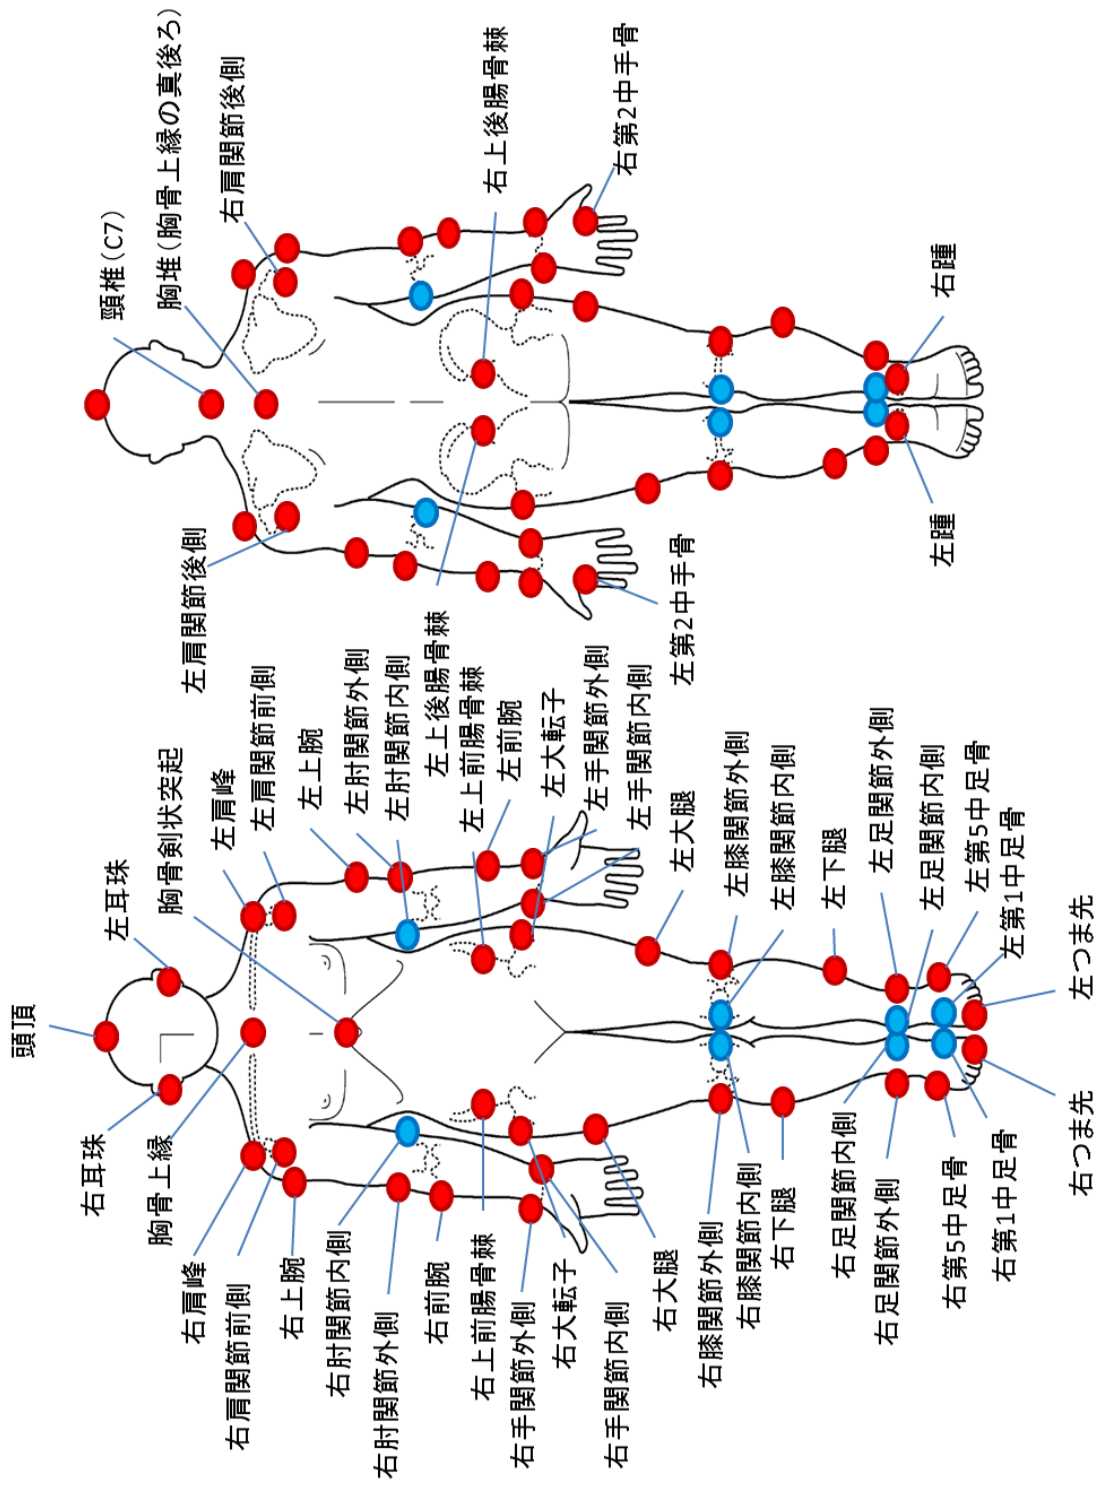 頭頂
左耳珠
右耳珠
胸骨剣状突起
胸骨上縁
左肩峰
左肩関節前側
左上腕
左肘関節外側
左肘関節内側
左上後腸骨棘
左上前腸骨棘
左前腕
左大転子
左手関節外側
左手関節内側
左大腿
左膝関節外側
左膝関節内側
左下腿
左足関節外側
左足関節内側
左第5中足骨
左第1中足骨
左つま先
右肩峰
右肩関節前側
右上腕
右肘関節内側
右肘関節外側
右前腕
右上前腸骨棘
右手関節外側
右大転子
右手関節内側
右大腿
右膝関節外側
右膝関節内側
右下腿
右足関節内側
右足関節外側
右第5中足骨
右第1中足骨
右つま先
頸椎(C7)
胸堆(胸骨上縁の真後ろ)
右肩関節後側
右上後腸骨棘
右第2中手骨
右踵
左肩関節後側
左第2中手骨
左踵